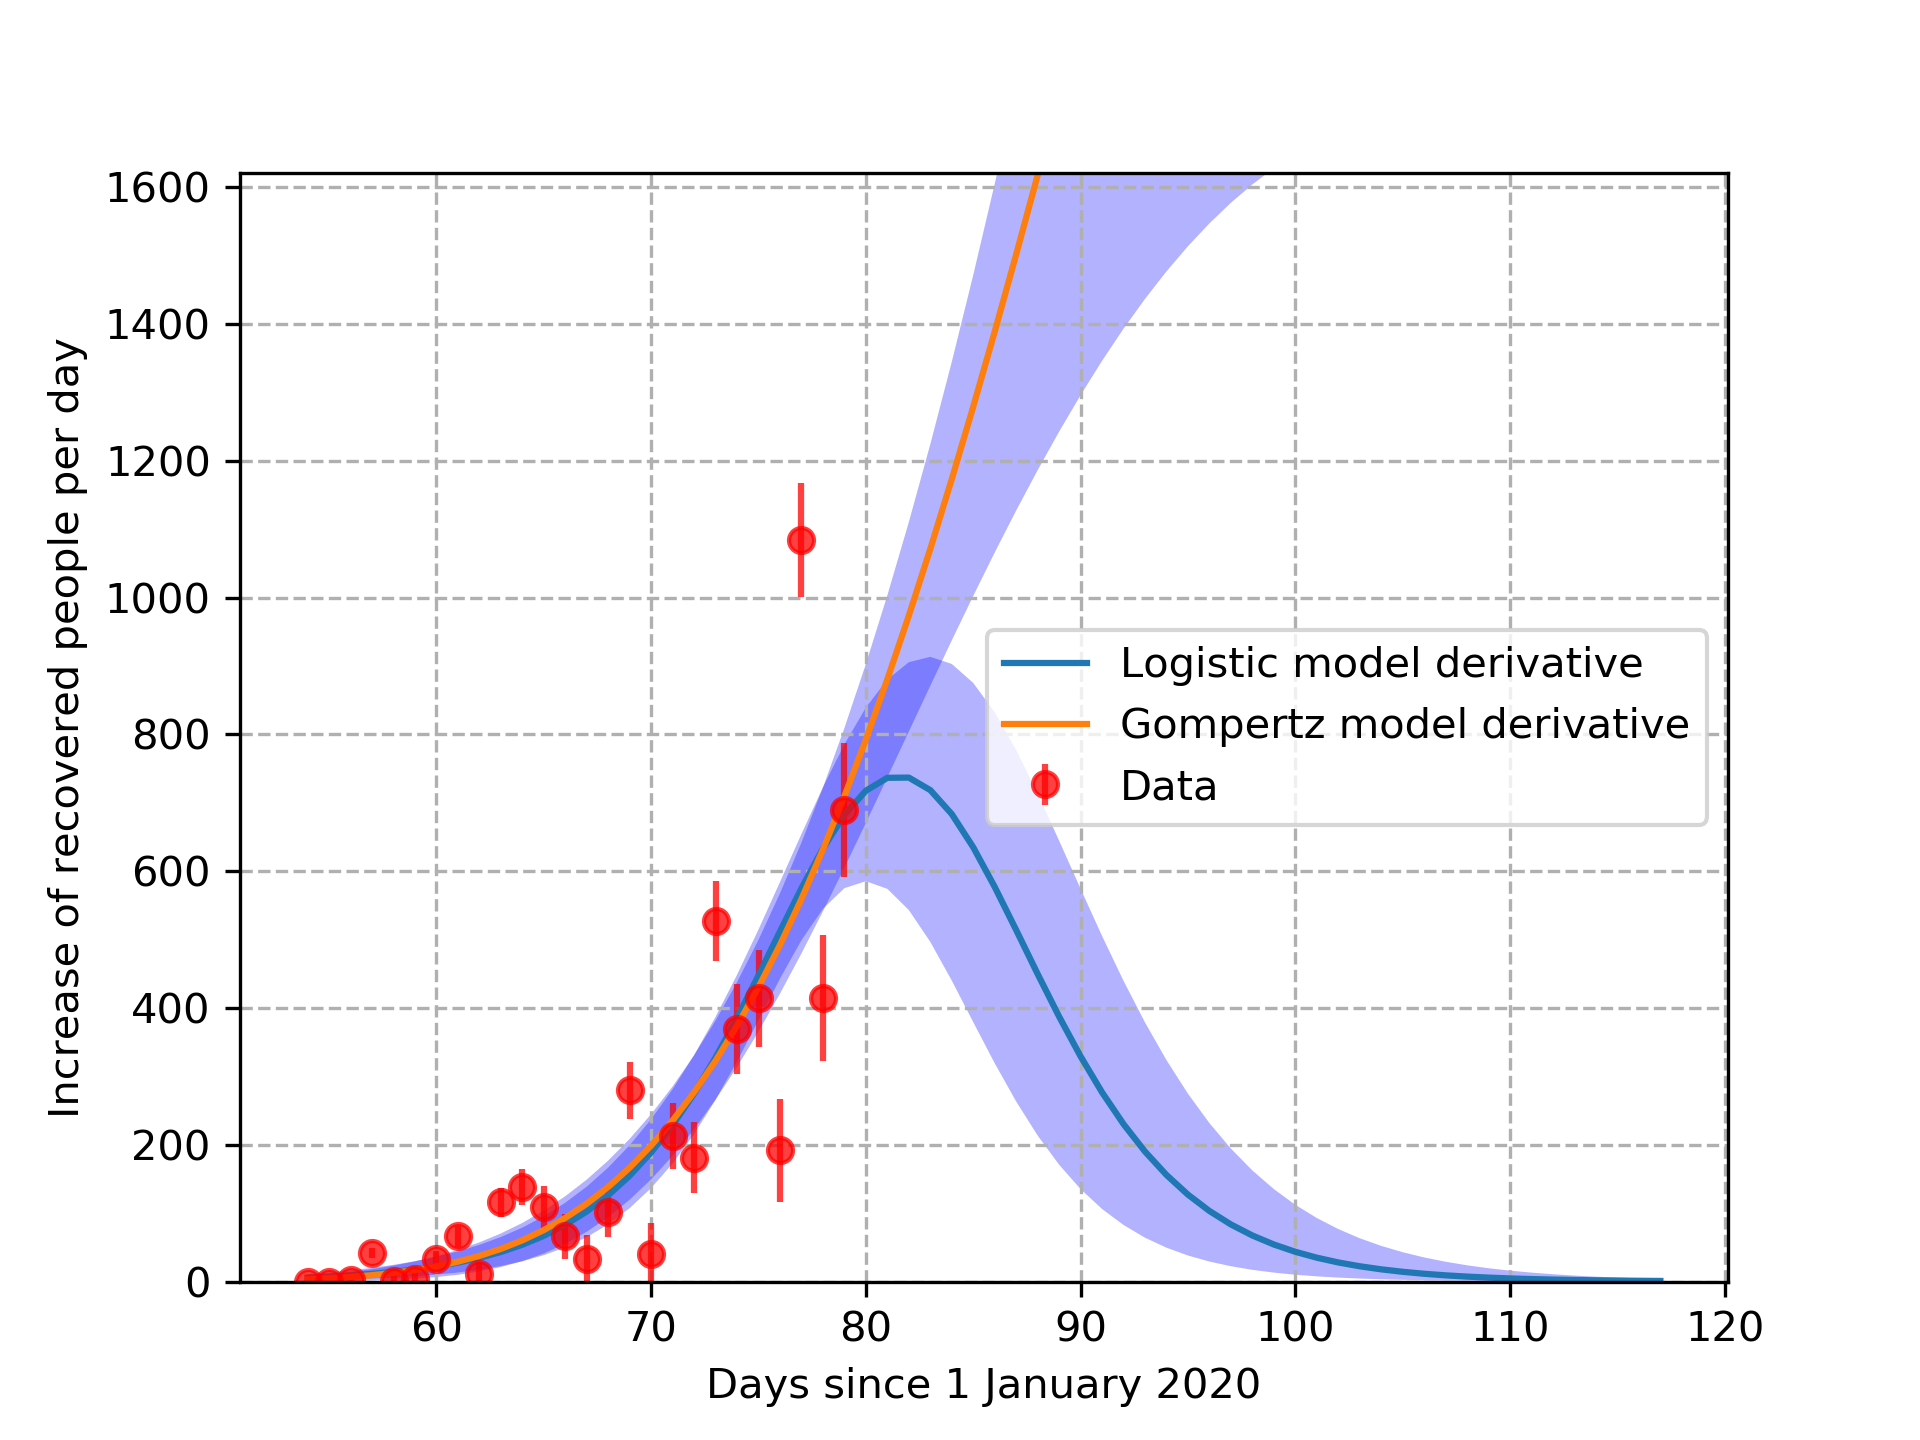 1600
1400
1200
1000
800
600
400
200
0
Increase of recovered people per day
Logistic model derivative
Gompertz model derivative
Data
60 70 80 90 100 110 120
Days since 1 January 2020